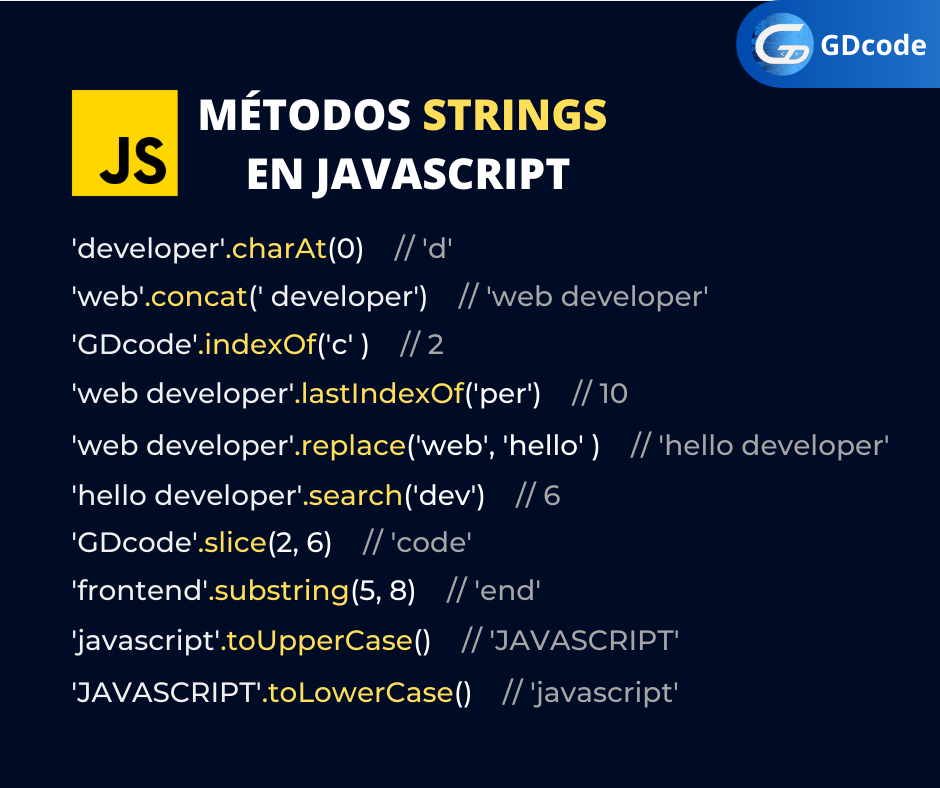 GDcode
JS
MÉTODOS STRINGS
EN JAVASCRIPT
'developer'.charAt(0) // 'd'
'web'.concat(' developer') // 'web developer'
'GDcode'.indexOf('c' ) // 2
'web developer'.lastIndexOf('per') // 10
'web developer'.replace('web', 'hello' ) // 'hello developer'
'hello developer'.search('dev') // 6
'GDcode'.slice(2, 6) // 'code'
'frontend'.substring(5, 8) // 'end'
'javascript'.toUpperCase() // 'JAVASCRIPT'
'JAVASCRIPT'.toLowerCase() // 'javascript'